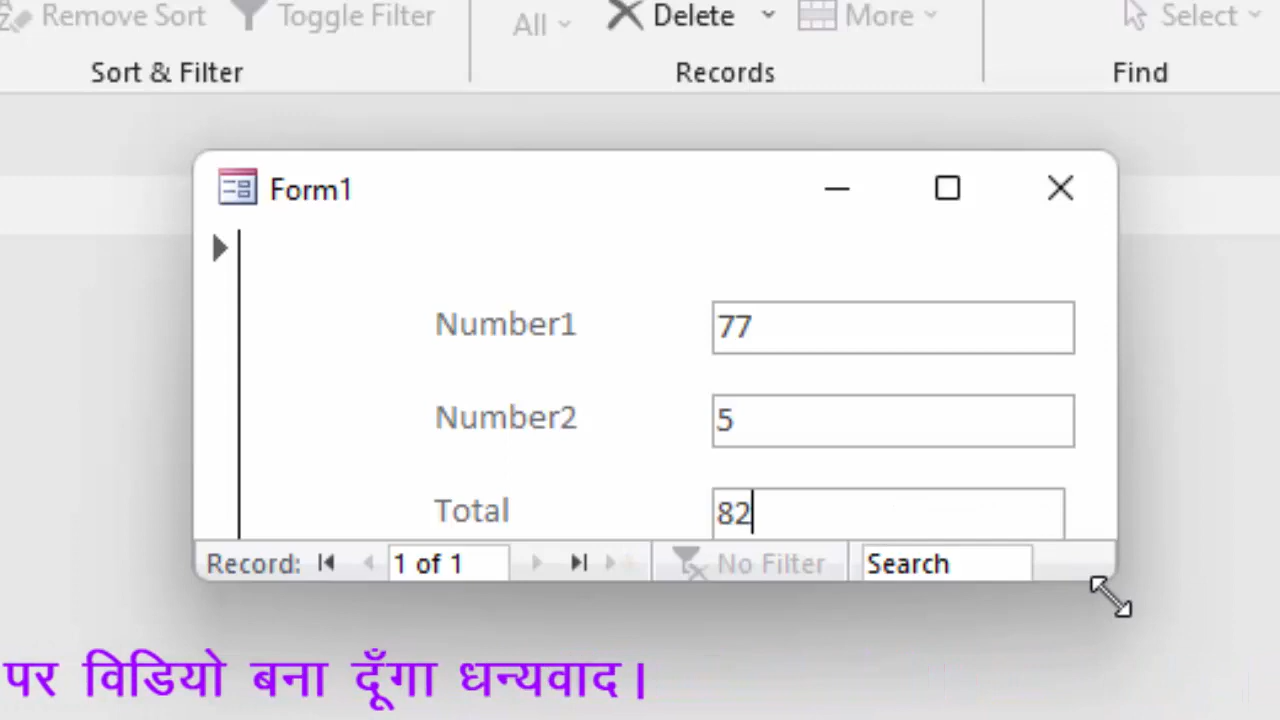 Remove Sort Toggle Filter All Delete More Select
Sort & Filter Records Find
Form1
Number1 77
Number2 5
Total 82
Record: 1 of 1 No Filter Search
पर विडियो बना दूँगा धन्यवाद।